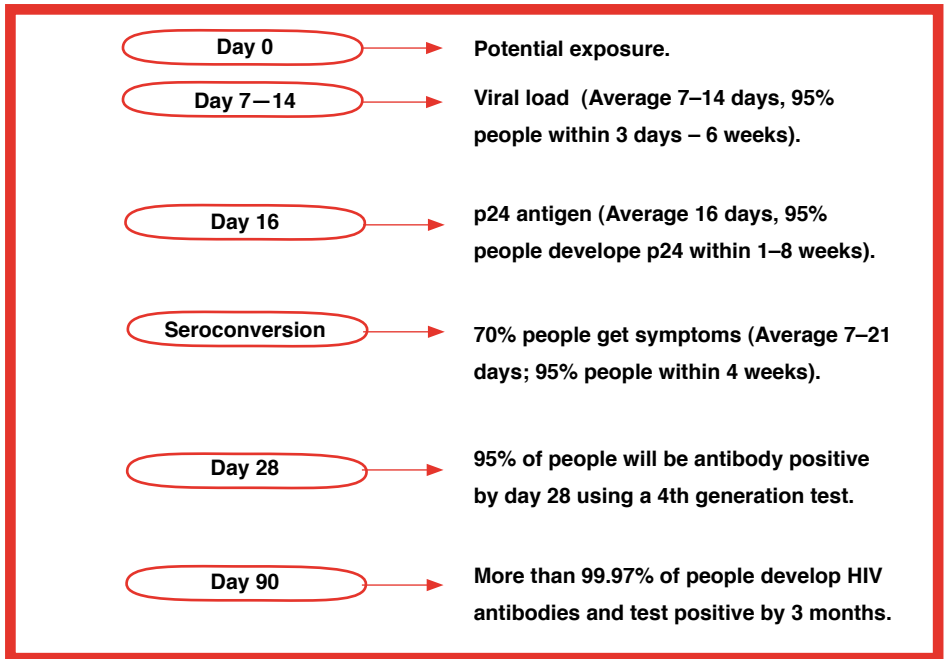 Day 0
Potential exposure.
Day 7—14
Viral load (Average 7–14 days, 95%
people within 3 days – 6 weeks).
Day 16
p24 antigen (Average 16 days, 95%
people develope p24 within 1–8 weeks).
Seroconversion
70% people get symptoms (Average 7–21
days; 95% people within 4 weeks).
Day 28
95% of people will be antibody positive
by day 28 using a 4th generation test.
Day 90
More than 99.97% of people develop HIV
antibodies and test positive by 3 months.